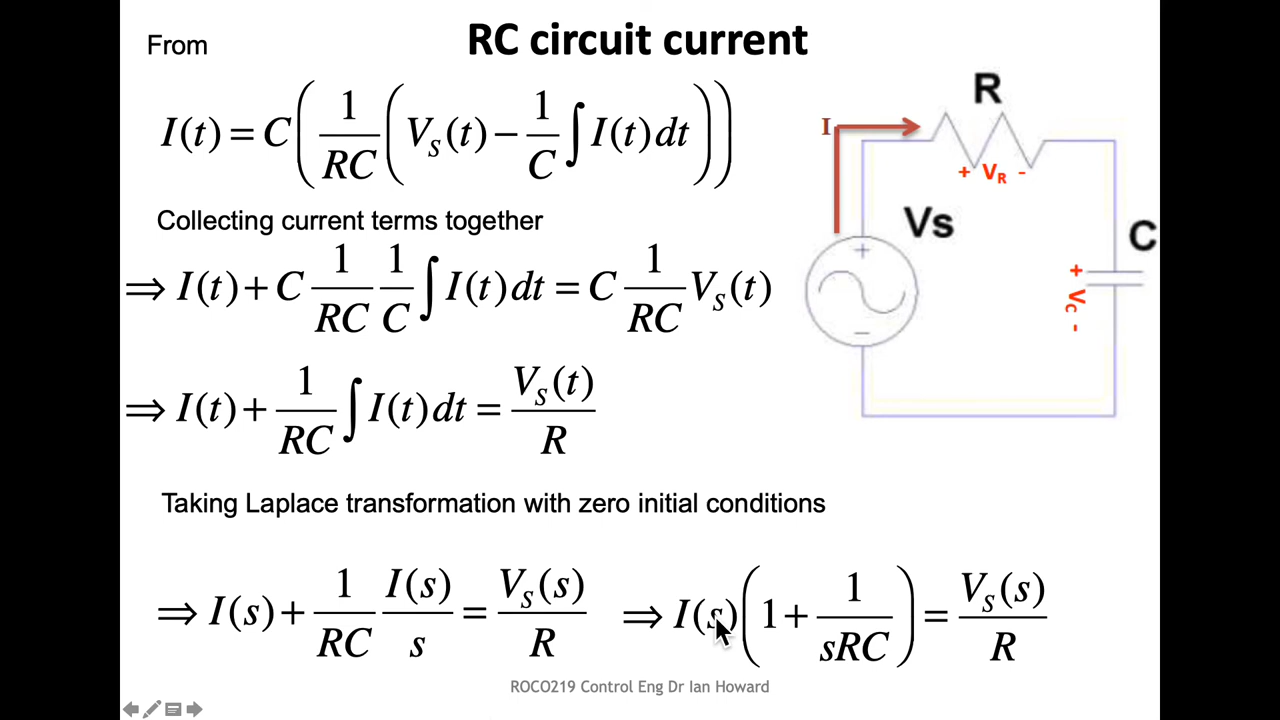 RC circuit current
From
I(t) = C(1/RC(V_S(t) − 1/C ∫ I(t)dt))
Collecting current terms together
⇒ I(t) + C 1/RC 1/C ∫ I(t)dt = C 1/RC V_S(t)
⇒ I(t) + 1/RC ∫ I(t)dt = V_S(t)/R
Taking Laplace transformation with zero initial conditions
⇒ I(s) + 1/RC I(s)/s = V_S(s)/R ⇒ I(s)(1 + 1/sRC) = V_S(s)/R
R
I
+ V_R -
Vs
C
+
−
+ V_C -
ROCO219 Control Eng Dr Ian Howard